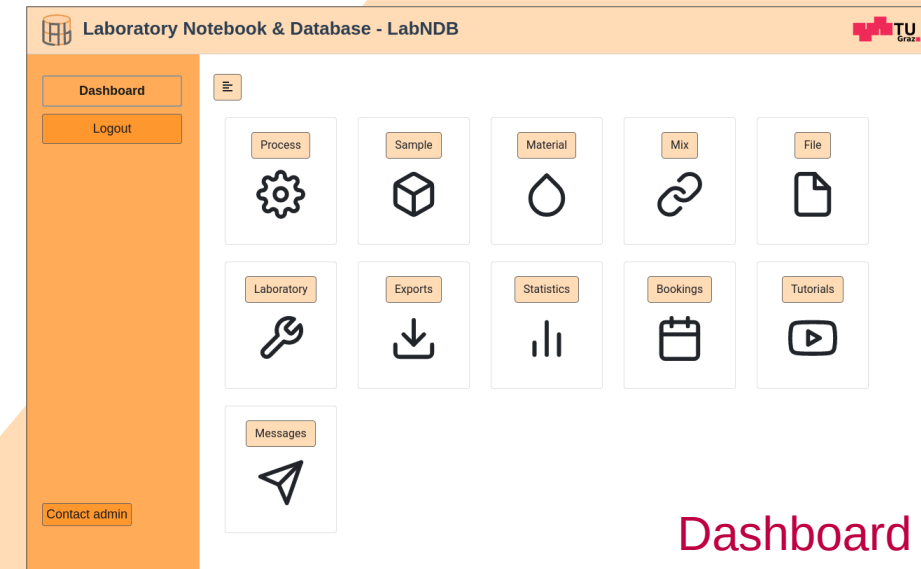 Laboratory Notebook & Database - LabNDB
TU
Graz
Dashboard
Logout
Process
Sample
Material
Mix
File
Laboratory
Exports
Statistics
Bookings
Tutorials
Messages
Contact admin
Dashboard